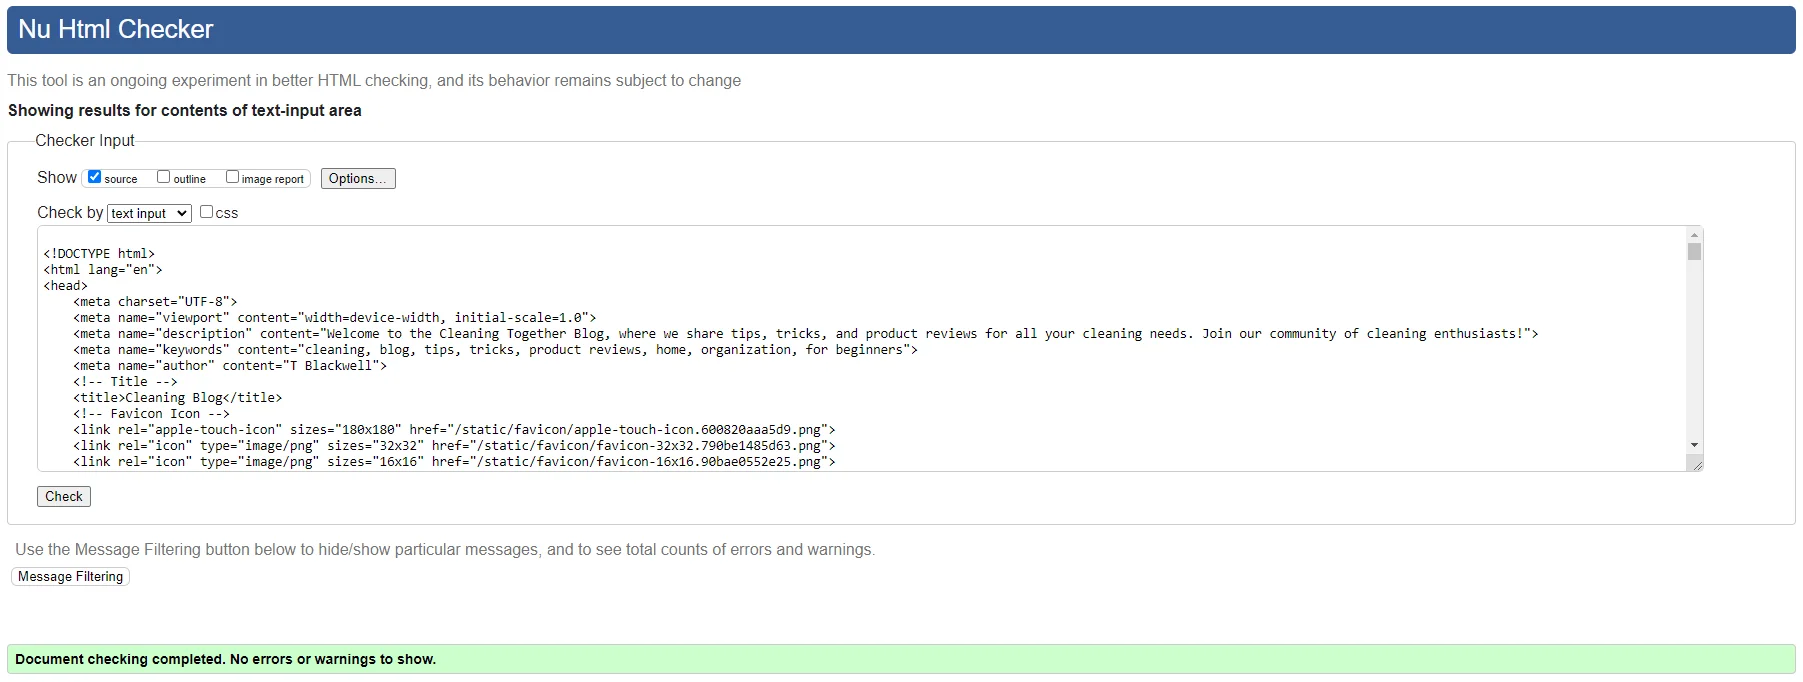 Nu Html Checker
This tool is an ongoing experiment in better HTML checking, and its behavior remains subject to change
Showing results for contents of text-input area
Checker Input
Show source outline image report Options...
Check by text input css
<!DOCTYPE html>
<html lang="en">
<head>
    <meta charset="UTF-8">
    <meta name="viewport" content="width=device-width, initial-scale=1.0">
    <meta name="description" content="Welcome to the Cleaning Together Blog, where we share tips, tricks, and product reviews for all your cleaning needs. Join our community of cleaning enthusiasts!">
    <meta name="keywords" content="cleaning, blog, tips, tricks, product reviews, home, organization, for beginners">
    <meta name="author" content="T Blackwell">
    <!-- Title -->
    <title>Cleaning Blog</title>
    <!-- Favicon Icon -->
    <link rel="apple-touch-icon" sizes="180x180" href="/static/favicon/apple-touch-icon.600820aaa5d9.png">
    <link rel="icon" type="image/png" sizes="32x32" href="/static/favicon/favicon-32x32.790be1485d63.png">
    <link rel="icon" type="image/png" sizes="16x16" href="/static/favicon/favicon-16x16.90bae0552e25.png">
Check
Use the Message Filtering button below to hide/show particular messages, and to see total counts of errors and warnings.
Message Filtering
Document checking completed. No errors or warnings to show.